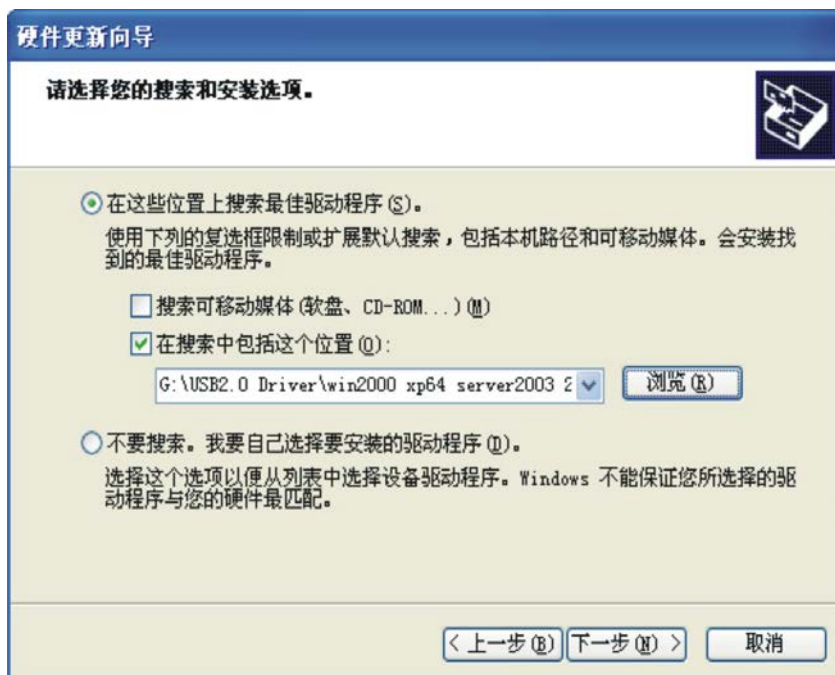 硬件更新向导
请选择您的搜索和安装选项。
在这些位置上搜索最佳驱动程序(S)。
使用下列的复选框限制或扩展默认搜索，包括本机路径和可移动媒体。会安装找
到的最佳驱动程序。
搜索可移动媒体(软盘、CD-ROM...)(M)
在搜索中包括这个位置(O):
G:\USB2.0 Driver\win2000 xp64 server2003 2
浏览(R)
不要搜索。我要自己选择要安装的驱动程序(D)。
选择这个选项以便从列表中选择设备驱动程序。Windows 不能保证您所选择的驱
动程序与您的硬件最匹配。
< 上一步(B) 下一步(N) > 取消